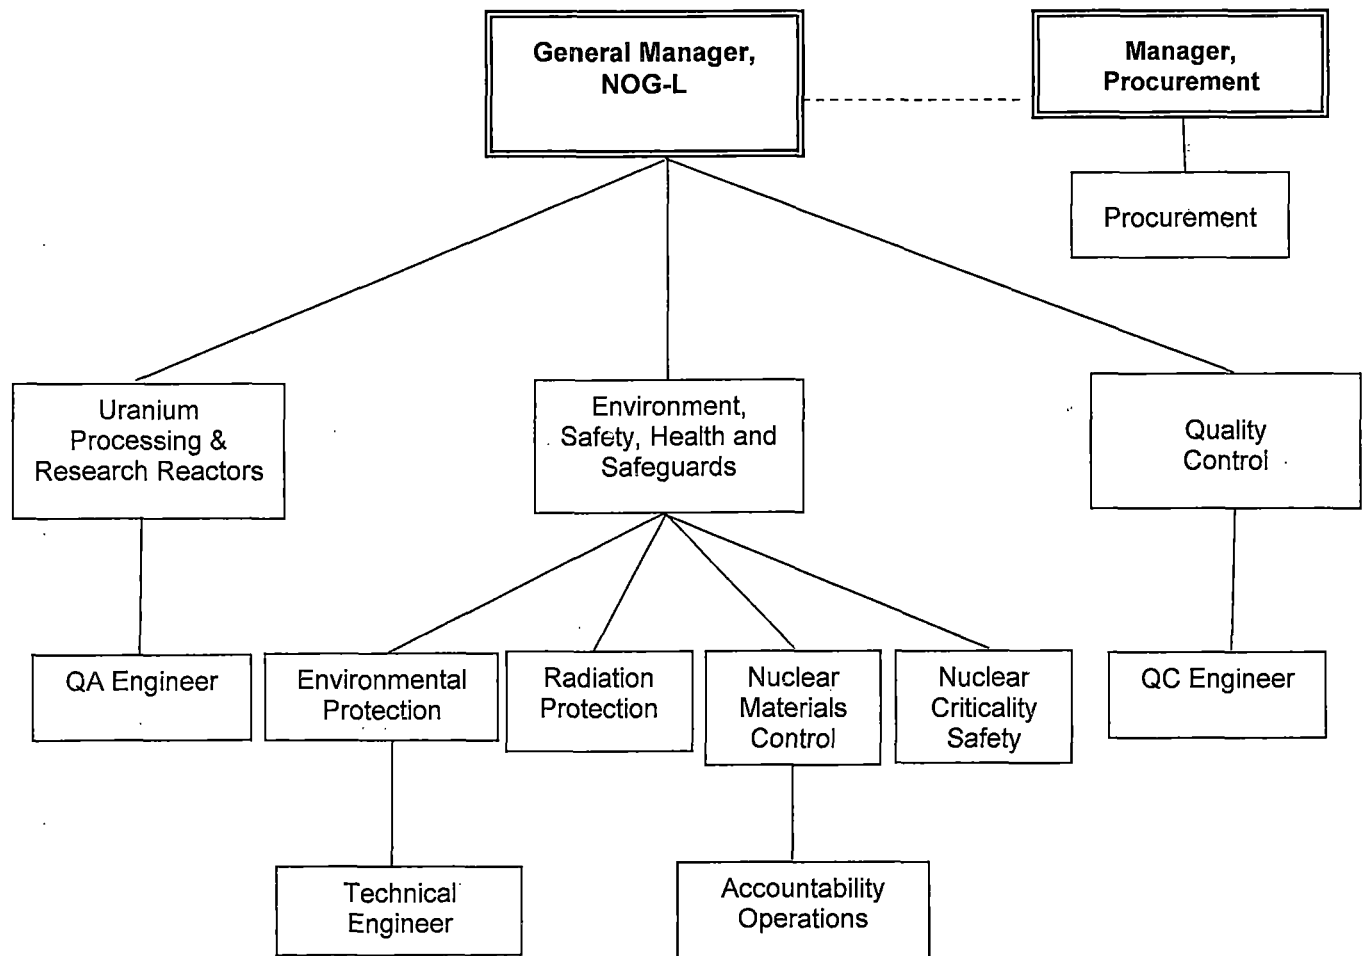 General Manager,
NOG-L
Manager,
Procurement
Procurement
Uranium
Processing &
Research Reactors
Environment,
Safety, Health and
Safeguards
Quality
Control
QA Engineer
Environmental
Protection
Radiation
Protection
Nuclear
Materials
Control
Nuclear
Criticality
Safety
QC Engineer
Technical
Engineer
Accountability
Operations